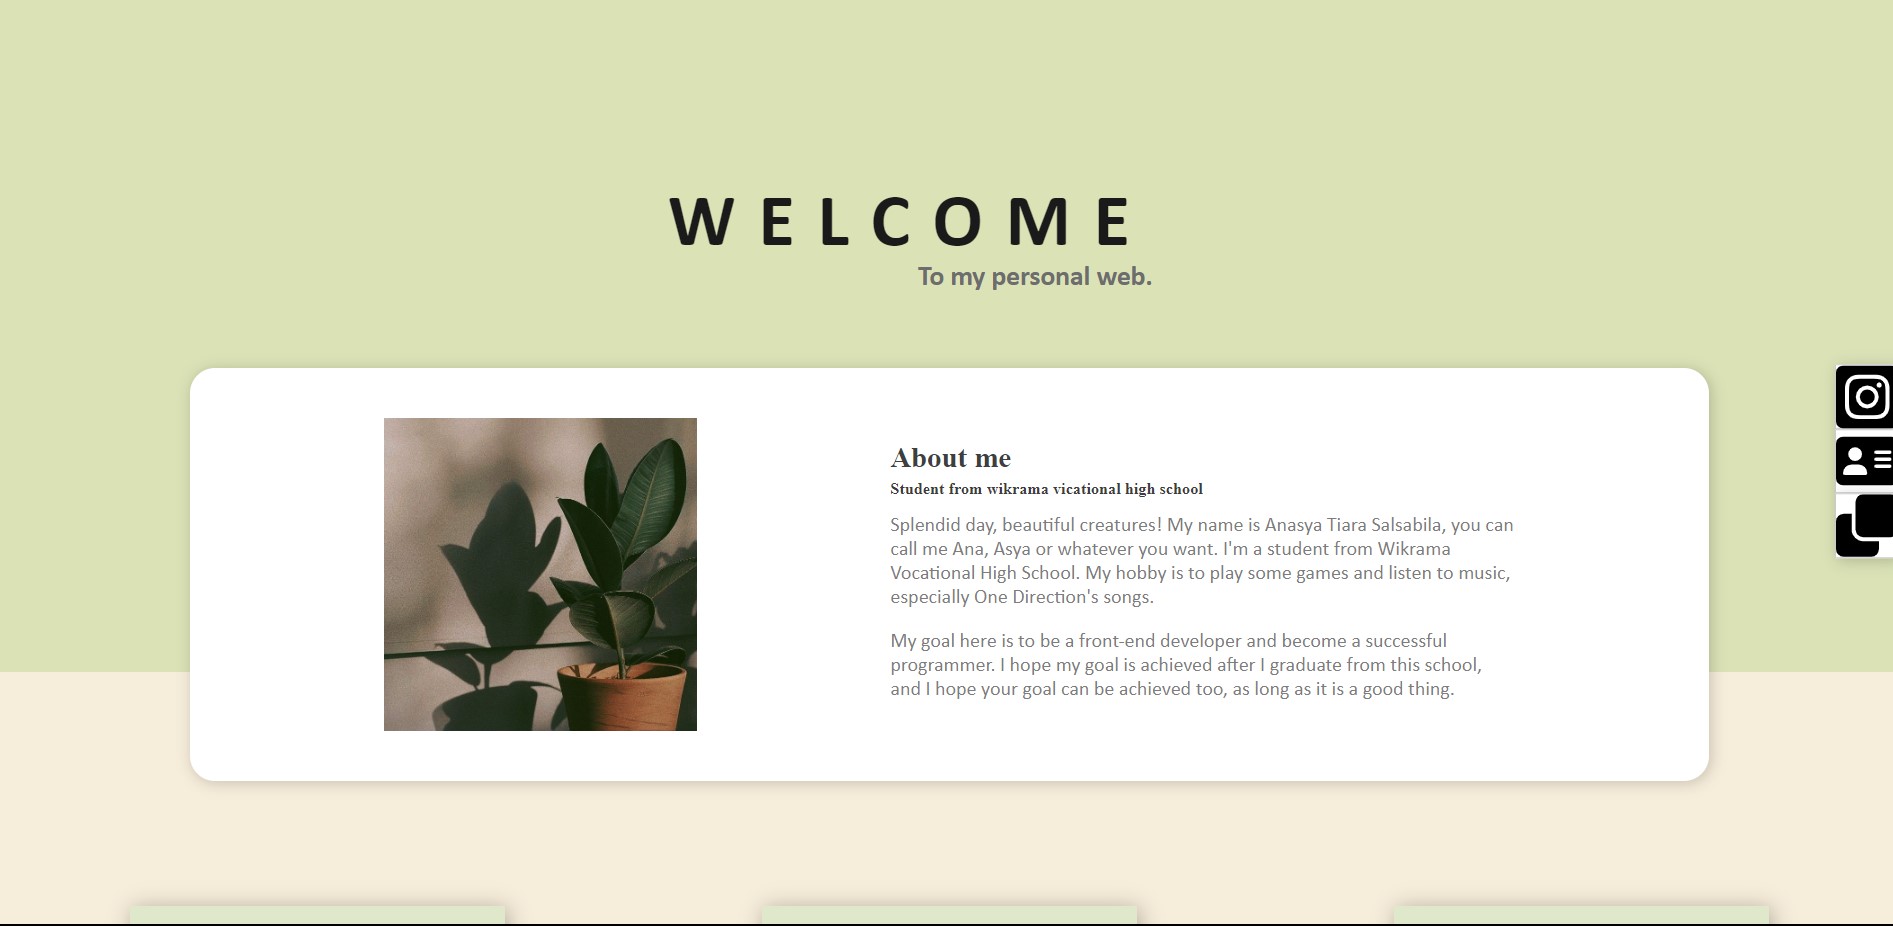 WELCOME
To my personal web.
About me
Student from wikrama vicational high school
Splendid day, beautiful creatures! My name is Anasya Tiara Salsabila, you can
call me Ana, Asya or whatever you want. I'm a student from Wikrama
Vocational High School. My hobby is to play some games and listen to music,
especially One Direction's songs.
My goal here is to be a front-end developer and become a successful
programmer. I hope my goal is achieved after I graduate from this school,
and I hope your goal can be achieved too, as long as it is a good thing.